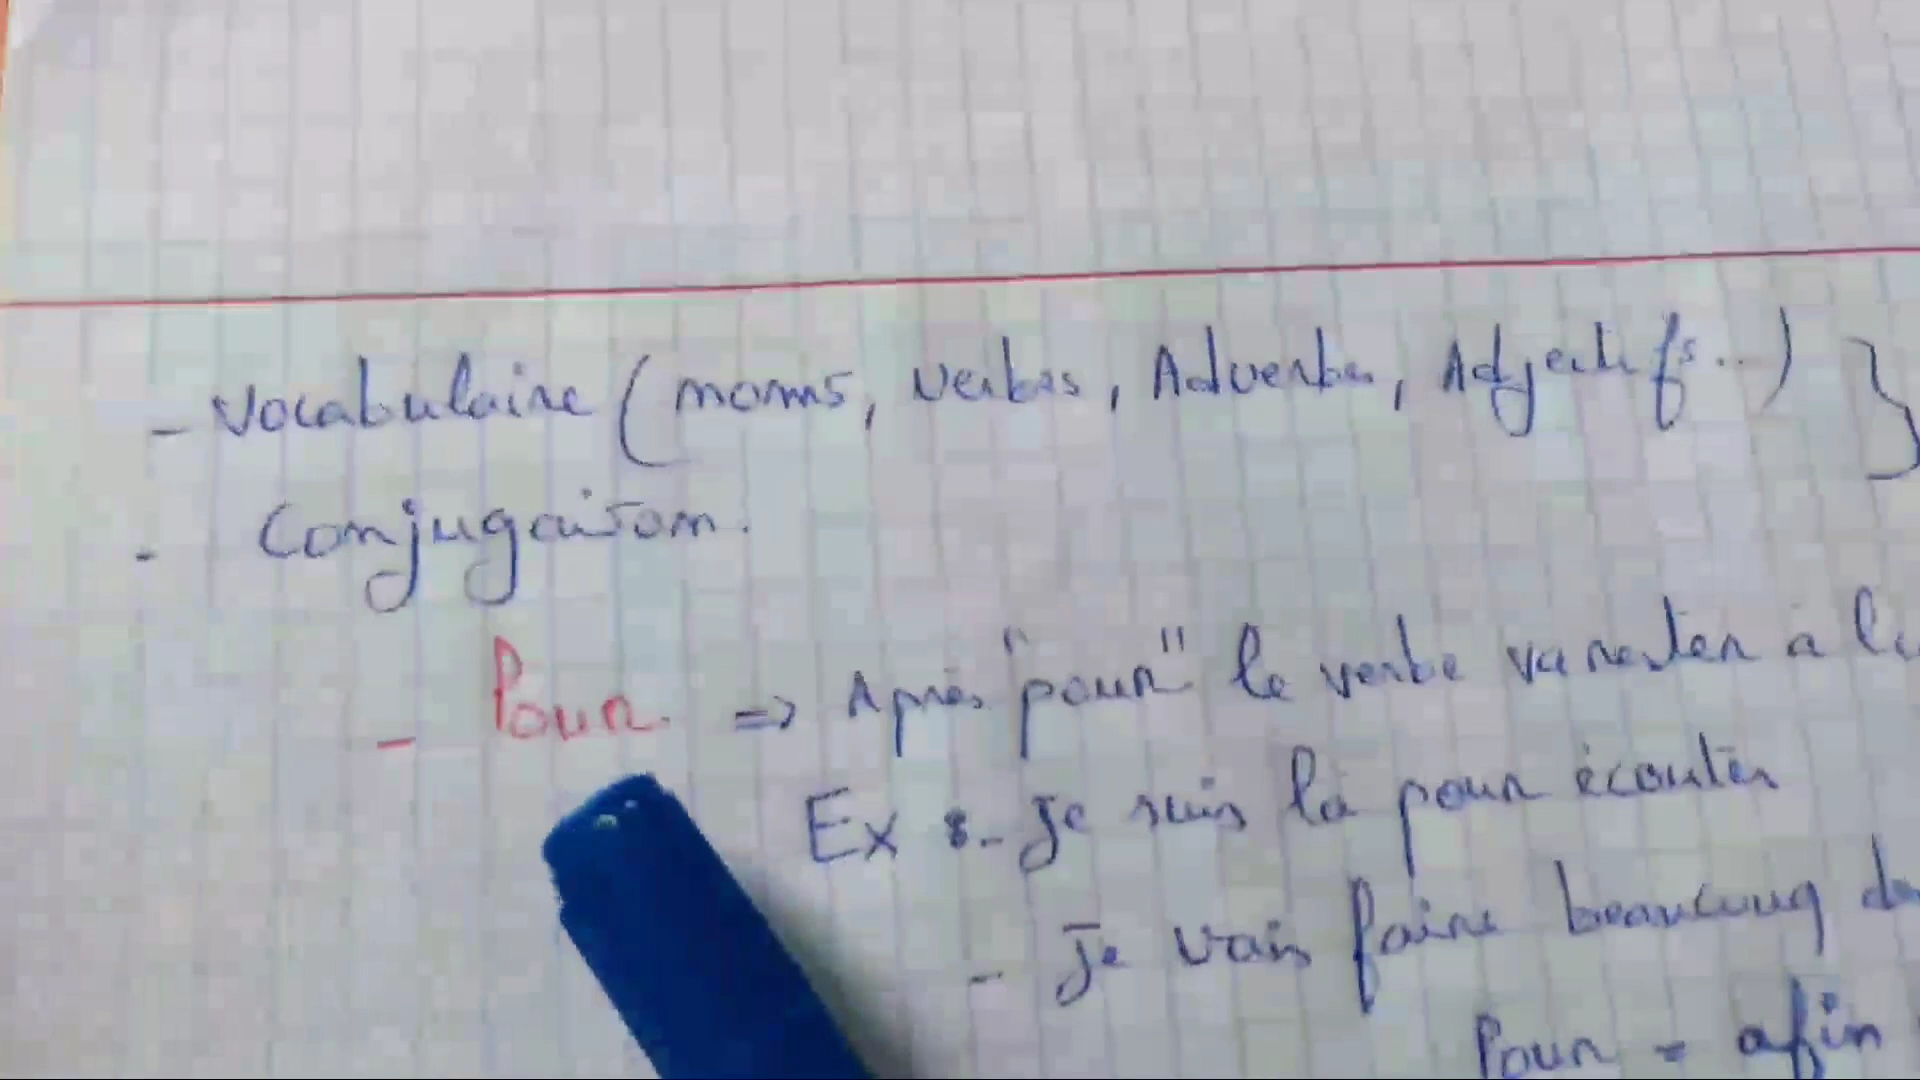 - Vocabulaire (noms, verbes, Adverbes, Adjectifs...) }
- Conjugaison.
- Pour. => Après "pour" le verbe va rester à
Ex :- Je suis là pour écouter
- Je vais faire beaucoup
Pour = afin